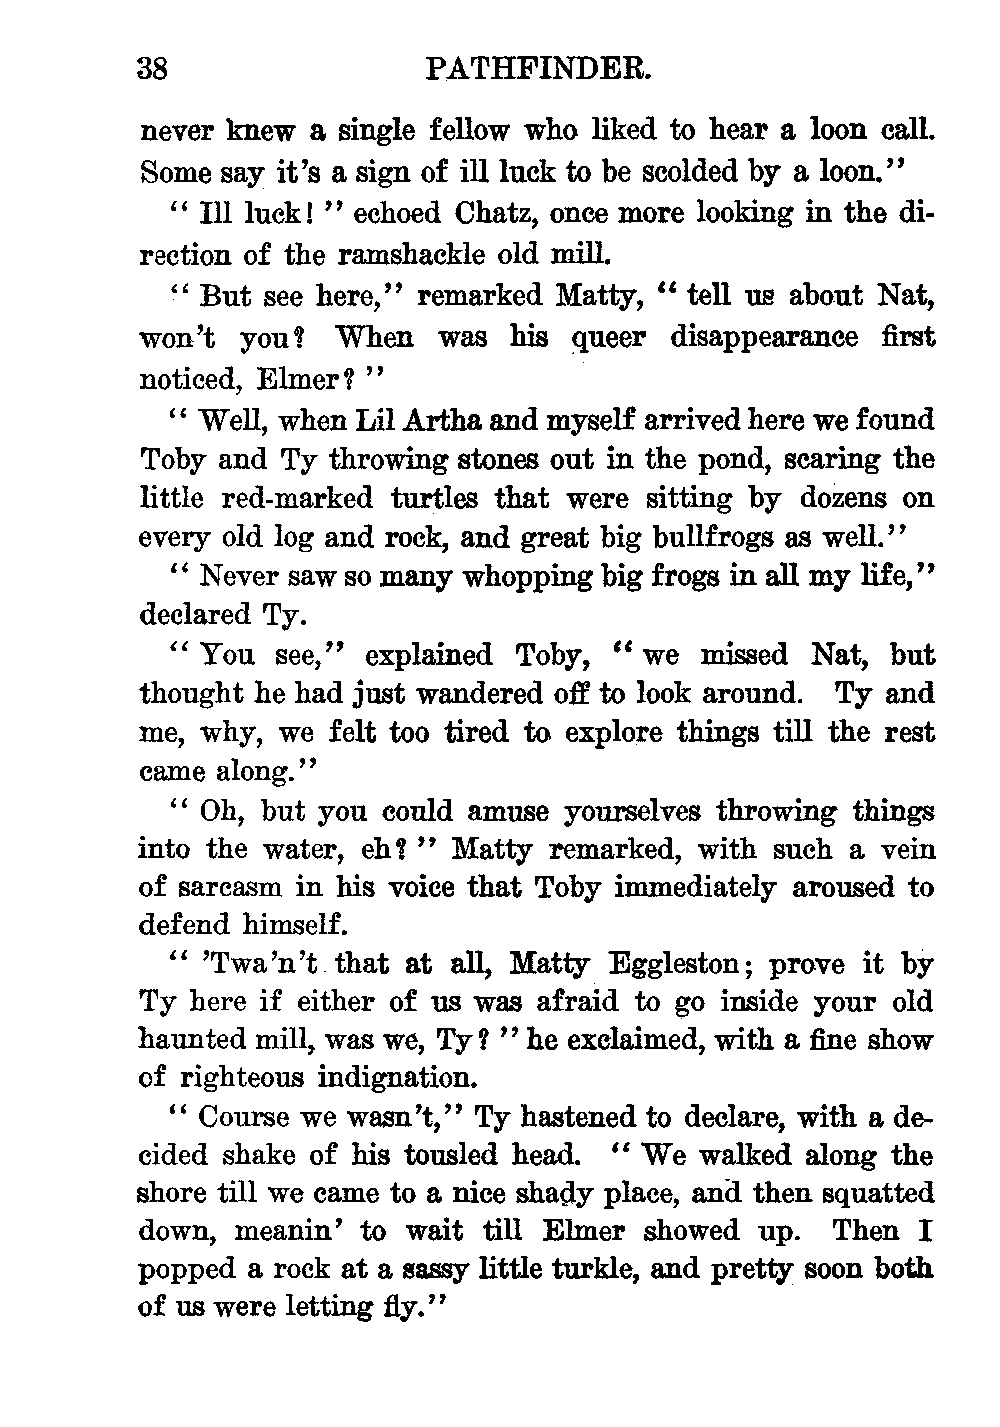 38 PATHFINDER.
never knew a single fellow who liked to hear a loon call.
Some say it's a sign of ill luck to be scolded by a loon."
" Ill luck! " echoed Chatz, once more looking in the di-
rection of the ramshackle old mill.
" But see here," remarked Matty, " tell us about Nat,
won't you? When was his queer disappearance first
noticed, Elmer? "
" Well, when Lil Artha and myself arrived here we found
Toby and Ty throwing stones out in the pond, scaring the
little red-marked turtles that were sitting by dozens on
every old log and rock, and great big bullfrogs as well."
" Never saw so many whopping big frogs in all my life,"
declared Ty.
" You see," explained Toby, " we missed Nat, but
thought he had just wandered off to look around. Ty and
me, why, we felt too tired to explore things till the rest
came along."
" Oh, but you could amuse yourselves throwing things
into the water, eh? " Matty remarked, with such a vein
of sarcasm in his voice that Toby immediately aroused to
defend himself.
" 'Twa'n't that at all, Matty Eggleston; prove it by
Ty here if either of us was afraid to go inside your old
haunted mill, was we, Ty? " he exclaimed, with a fine show
of righteous indignation.
" Course we wasn't," Ty hastened to declare, with a de-
cided shake of his tousled head. " We walked along the
shore till we came to a nice shady place, and then squatted
down, meanin' to wait till Elmer showed up. Then I
popped a rock at a sassy little turkle, and pretty soon both
of us were letting fly."